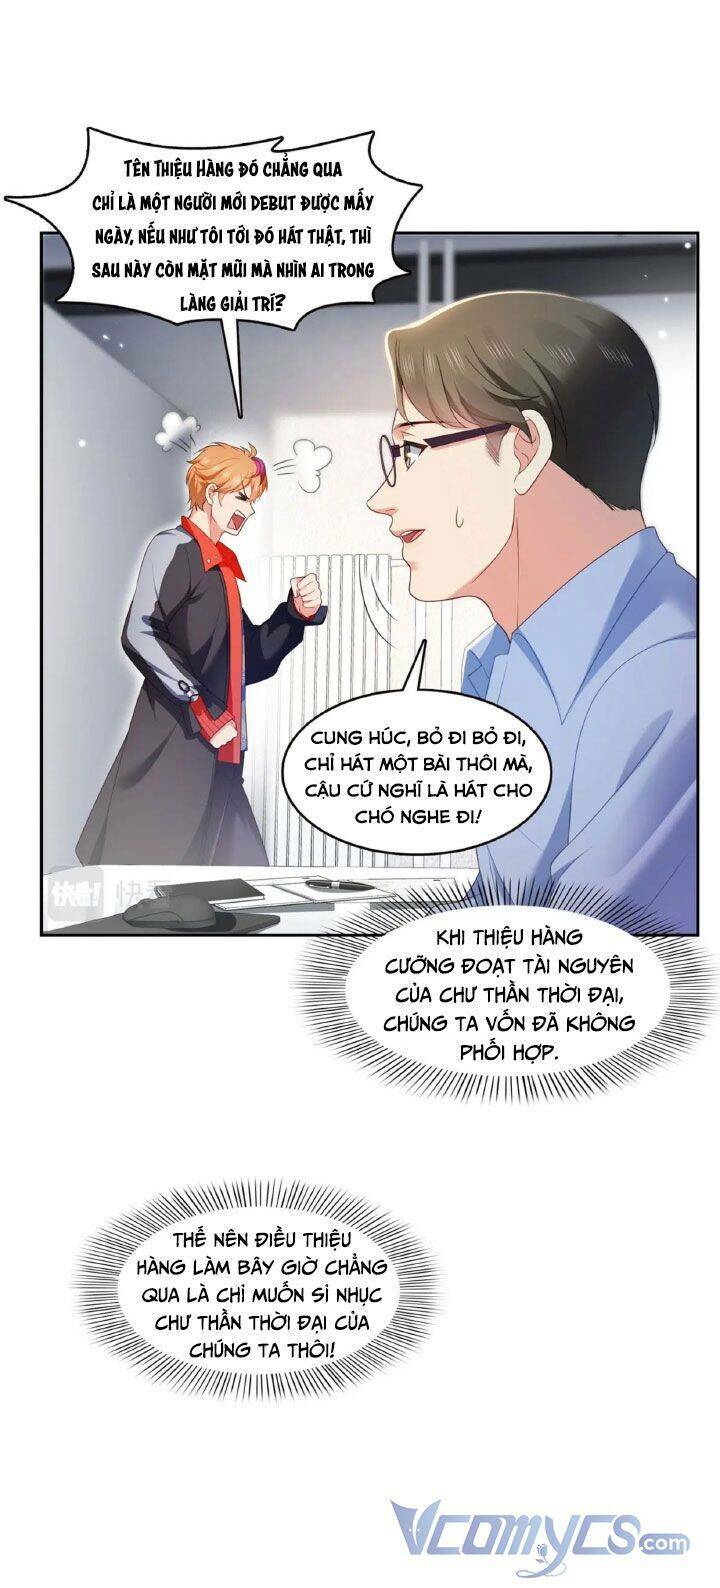 TÊN THIỆU HÀNG ĐÓ CHẲNG QUA
CHỈ LÀ MỘT NGƯỜI MỚI DEBUT ĐƯỢC MẤY
NGÀY, NẾU NHƯ TÔI TỚI ĐÓ HÁT THẬT, THÌ
SAU NÀY CÒN MẶT MŨI MÀ NHÌN AI TRONG
LÀNG GIẢI TRÍ?
CUNG HÚC, BỎ ĐI BỎ ĐI,
CHỈ HÁT MỘT BÀI THÔI MÀ,
CẬU CỨ NGHĨ LÀ HÁT CHO
CHÓ NGHE ĐI!
快看! 快看
KHI THIỆU HÀNG
CƯỠNG ĐOẠT TÀI NGUYÊN
CỦA CHƯ THẦN THỜI ĐẠI,
CHÚNG TA VỐN ĐÃ KHÔNG
PHỐI HỢP.
THẾ NÊN ĐIỀU THIỆU
HÀNG LÀM BÂY GIỜ CHẲNG
QUA LÀ CHỈ MUỐN SỈ NHỤC
CHƯ THẦN THỜI ĐẠI CỦA
CHÚNG TA THÔI!
VCOMYCS.com